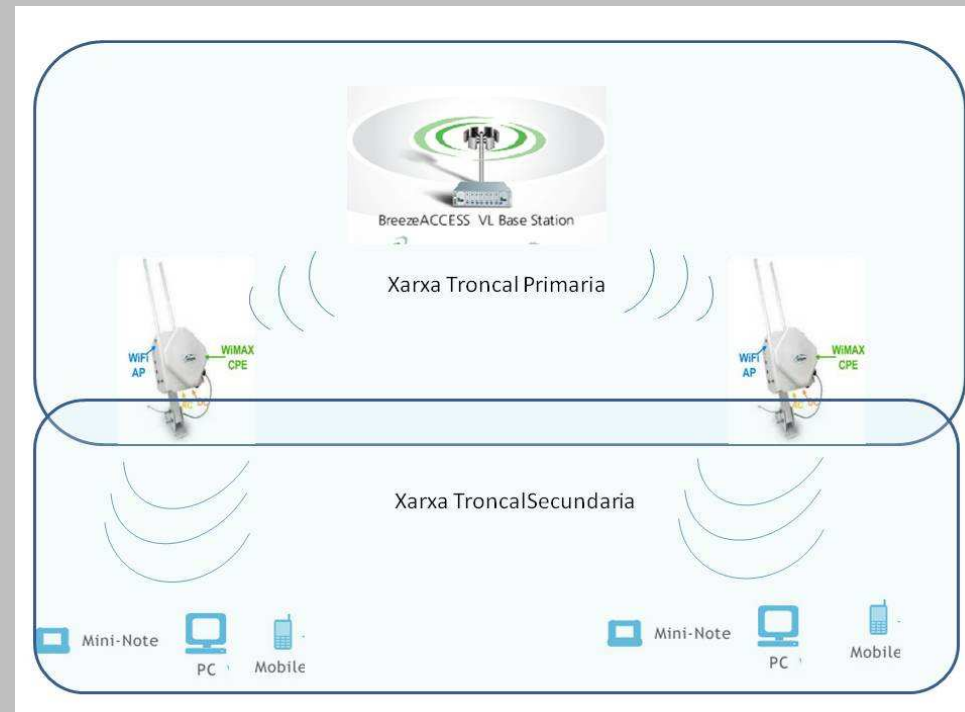 BreezeACCESS VL Base Station
Xarxa Troncal Primaria
WiFi
AP
WiMAX
CPE
WiFi
AP
WiMAX
CPE
Xarxa TroncalSecundaria
Mini-Note
PC
Mobile
Mini-Note
PC
Mobile